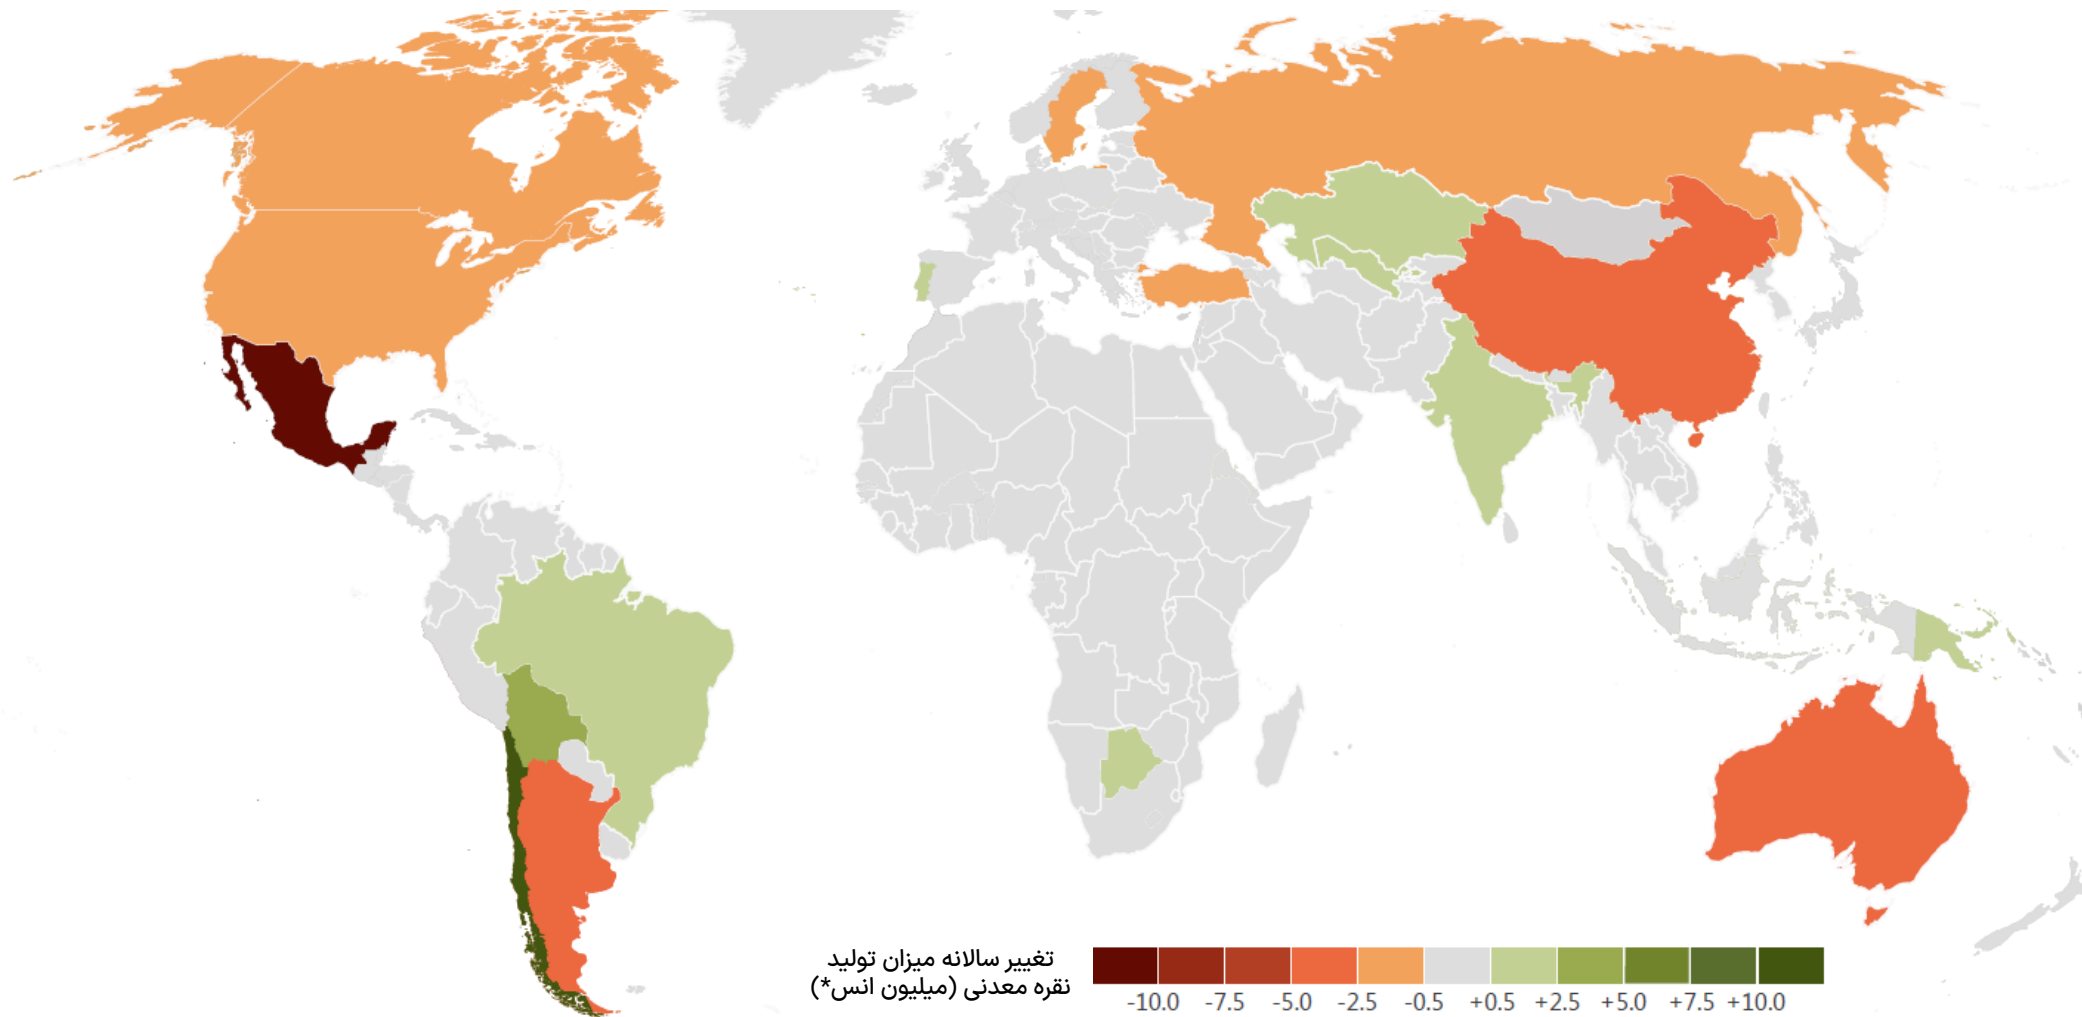 تغییر سالانه میزان تولید
نقره معدنی (میلیون انس*)
-10.0 -7.5 -5.0 -2.5 -0.5 +0.5 +2.5 +5.0 +7.5 +10.0